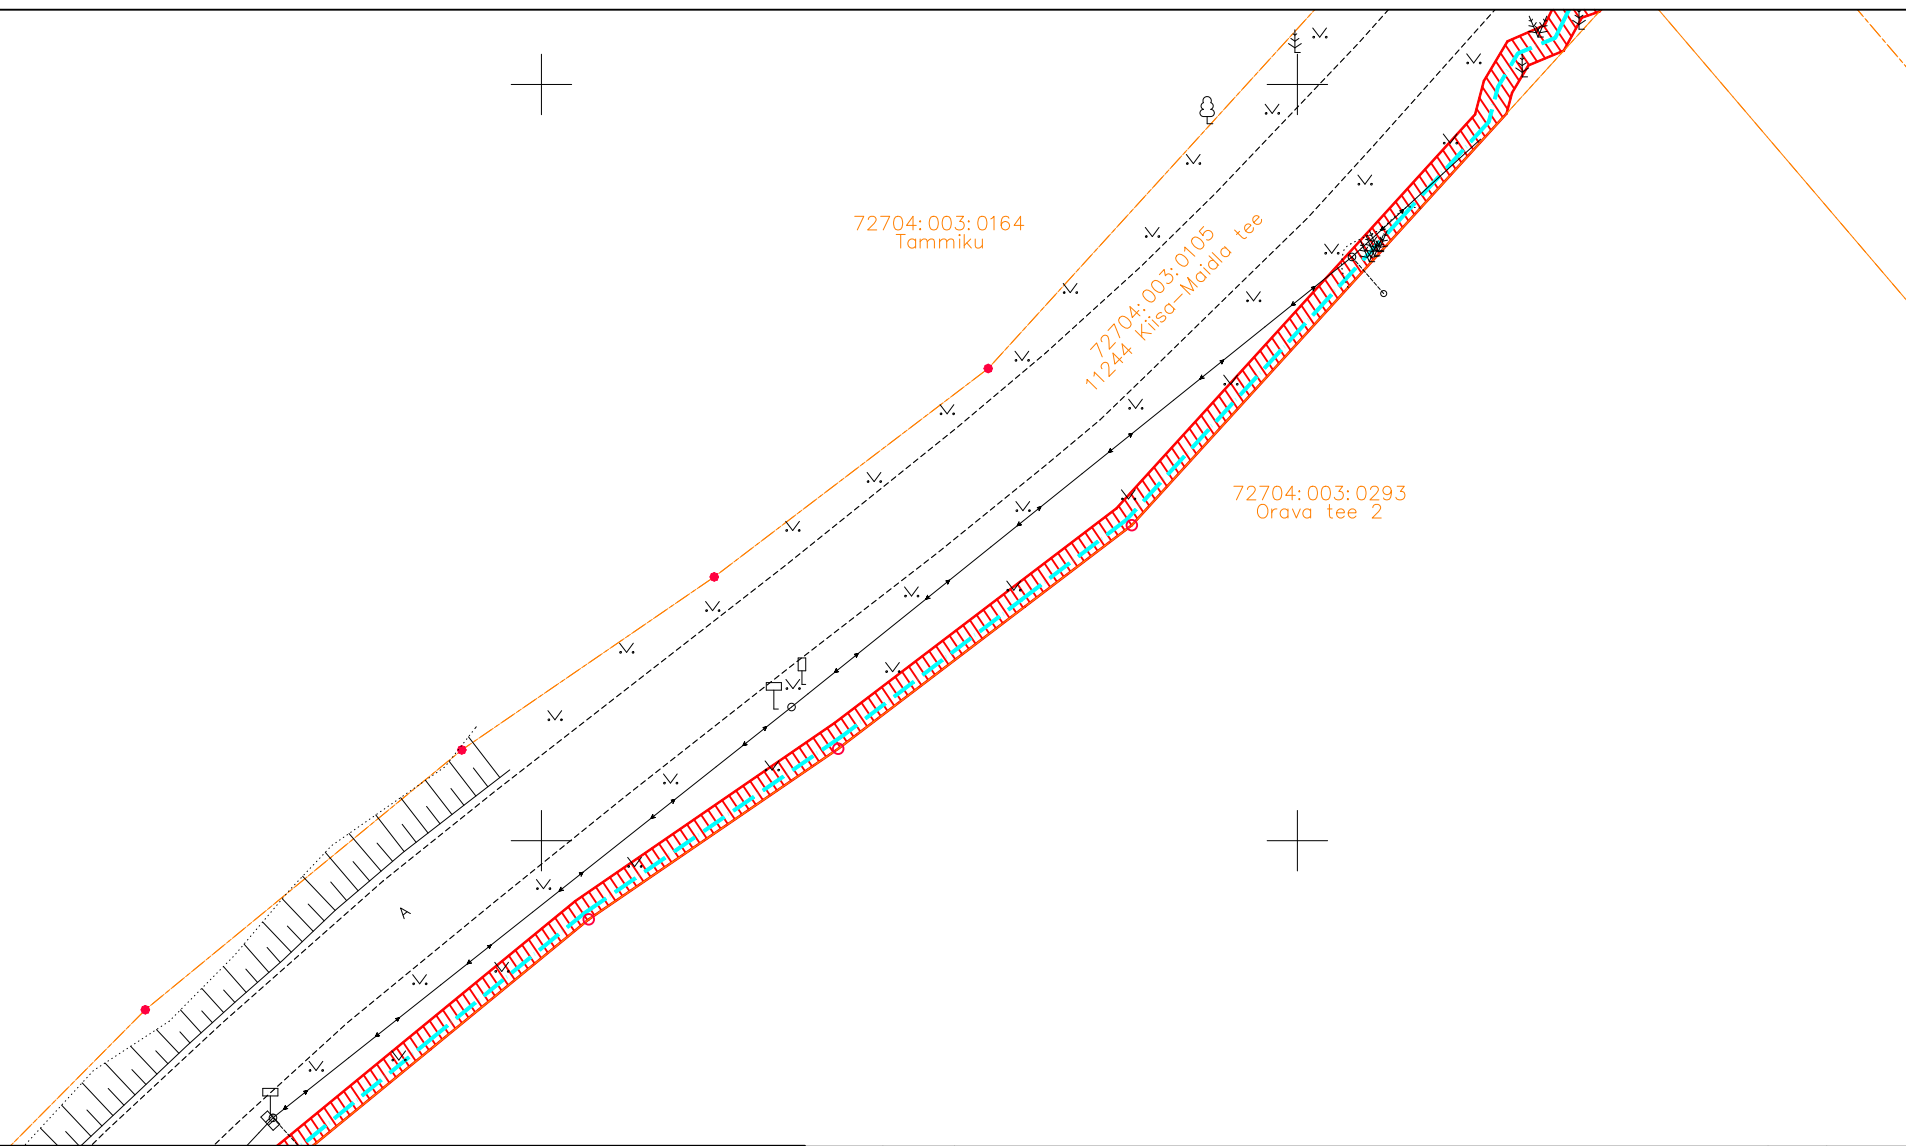 72704:003:0164
Tammiku
72704:003:0105
11244 Kiisa-Maidla tee
72704:003:0293
Orava tee 2
A